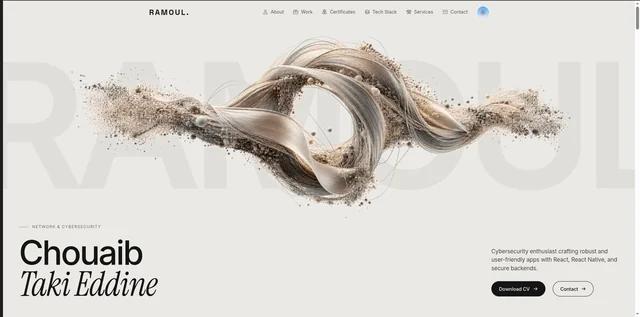 RAMOUL.
About
Work
Certificates
Tech Stack
Services
Contact
RAMOUL
NETWORK & CYBERSECURITY
Chouaib
Taki Eddine
Cybersecurity enthusiast crafting robust and
user-friendly apps with React, React Native, and
secure backends.
Download CV →
Contact →